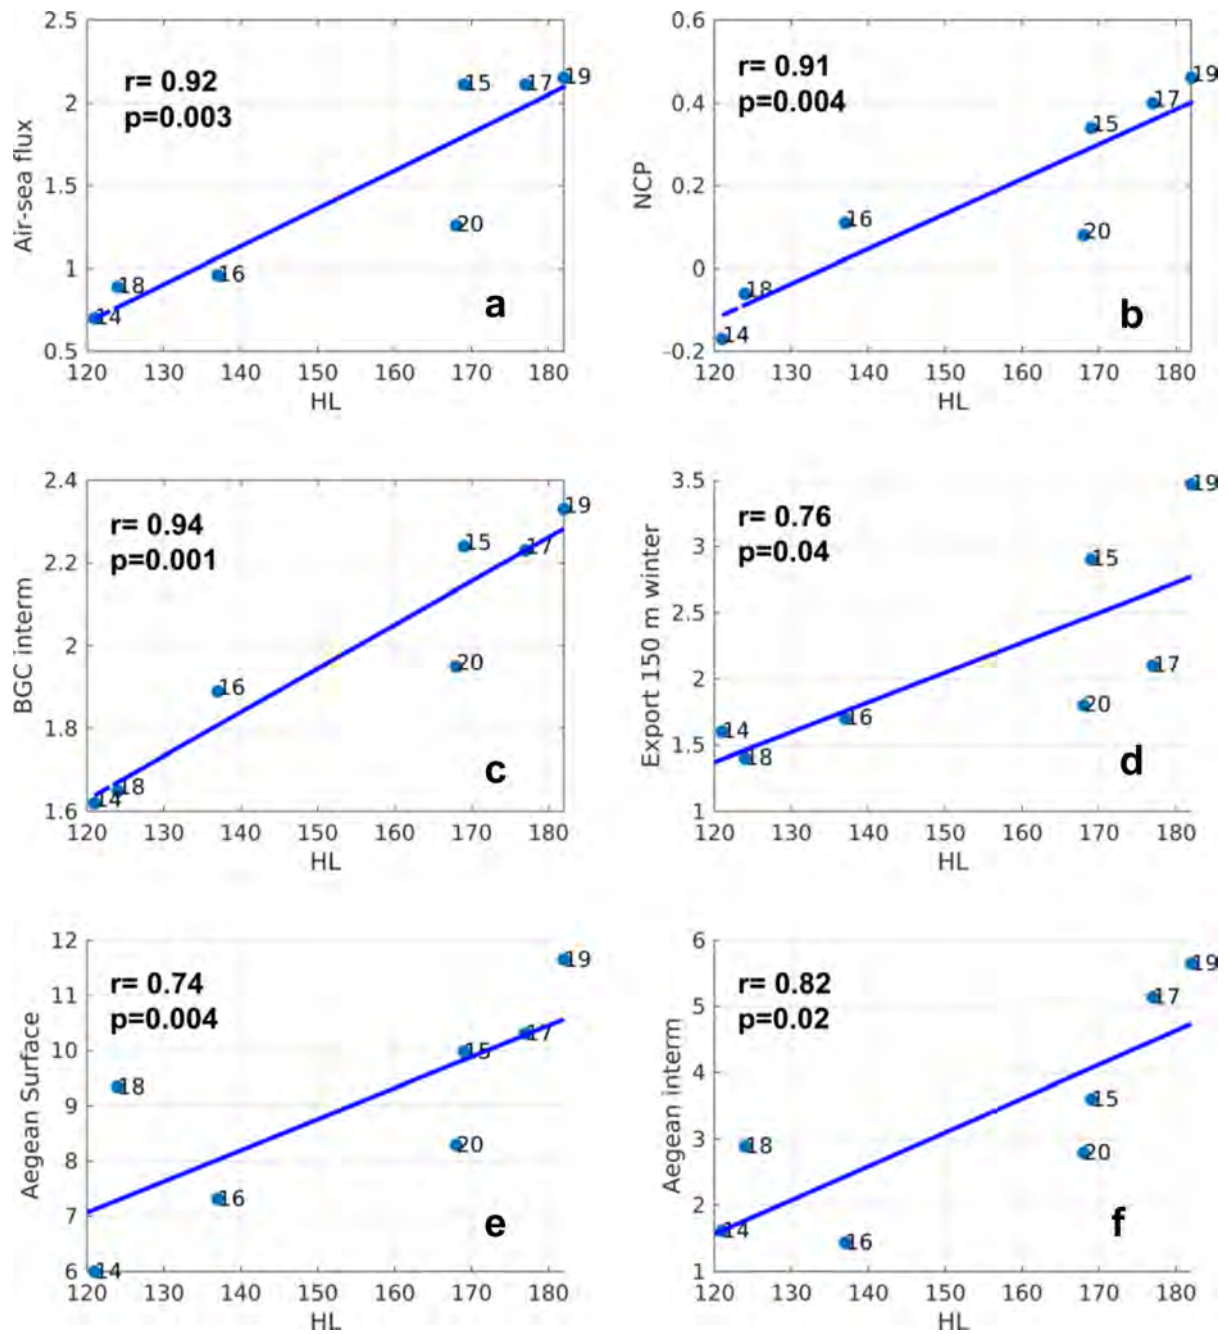 2.5
2
1.5
1
0.5
Air-sea flux
r= 0.92
p=0.003
15
17
19
20
18
16
14
a
120 130 140 150 160 170 180
HL
0.6
0.4
0.2
0
-0.2
NCP
r= 0.91
p=0.004
19
17
15
16
20
18
14
b
120 130 140 150 160 170 180
HL
2.4
2.2
2
1.8
1.6
BGC interm
r= 0.94
p=0.001
19
15
17
20
16
18
14
c
120 130 140 150 160 170 180
HL
3.5
3
2.5
2
1.5
1
Export 150 m winter
r= 0.76
p=0.04
19
15
17
20
16
14
18
d
120 130 140 150 160 170 180
HL
12
11
10
9
8
7
6
Aegean Surface
r= 0.74
p=0.004
19
17
15
18
20
16
14
e
120 130 140 150 160 170 180
HL
6
5
4
3
2
1
Aegean interm
r= 0.82
p=0.02
19
17
15
18
20
14
16
f
120 130 140 150 160 170 180
HL